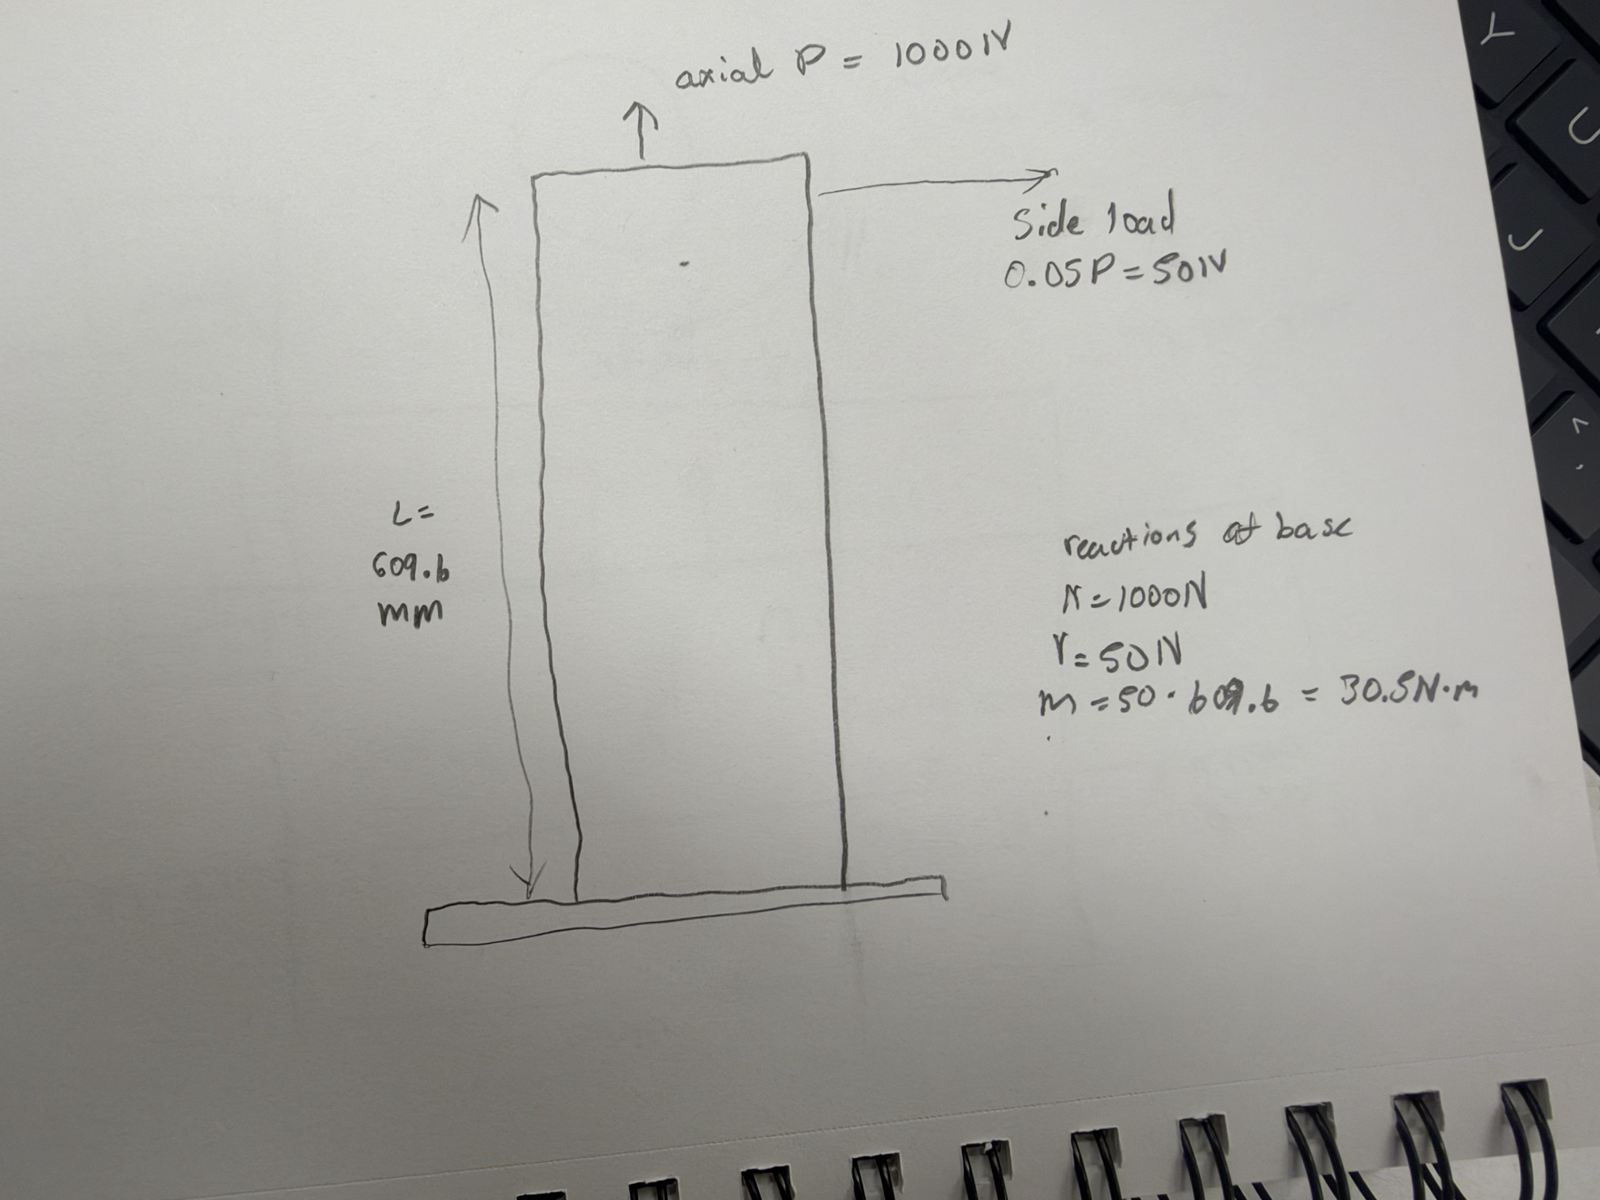 axial P = 1000N
Side load
0.05P = 50N
L =
609.6
mm
reactions at base
N = 1000N
V = 50N
m = 50 · 609.6 = 30.5N·m